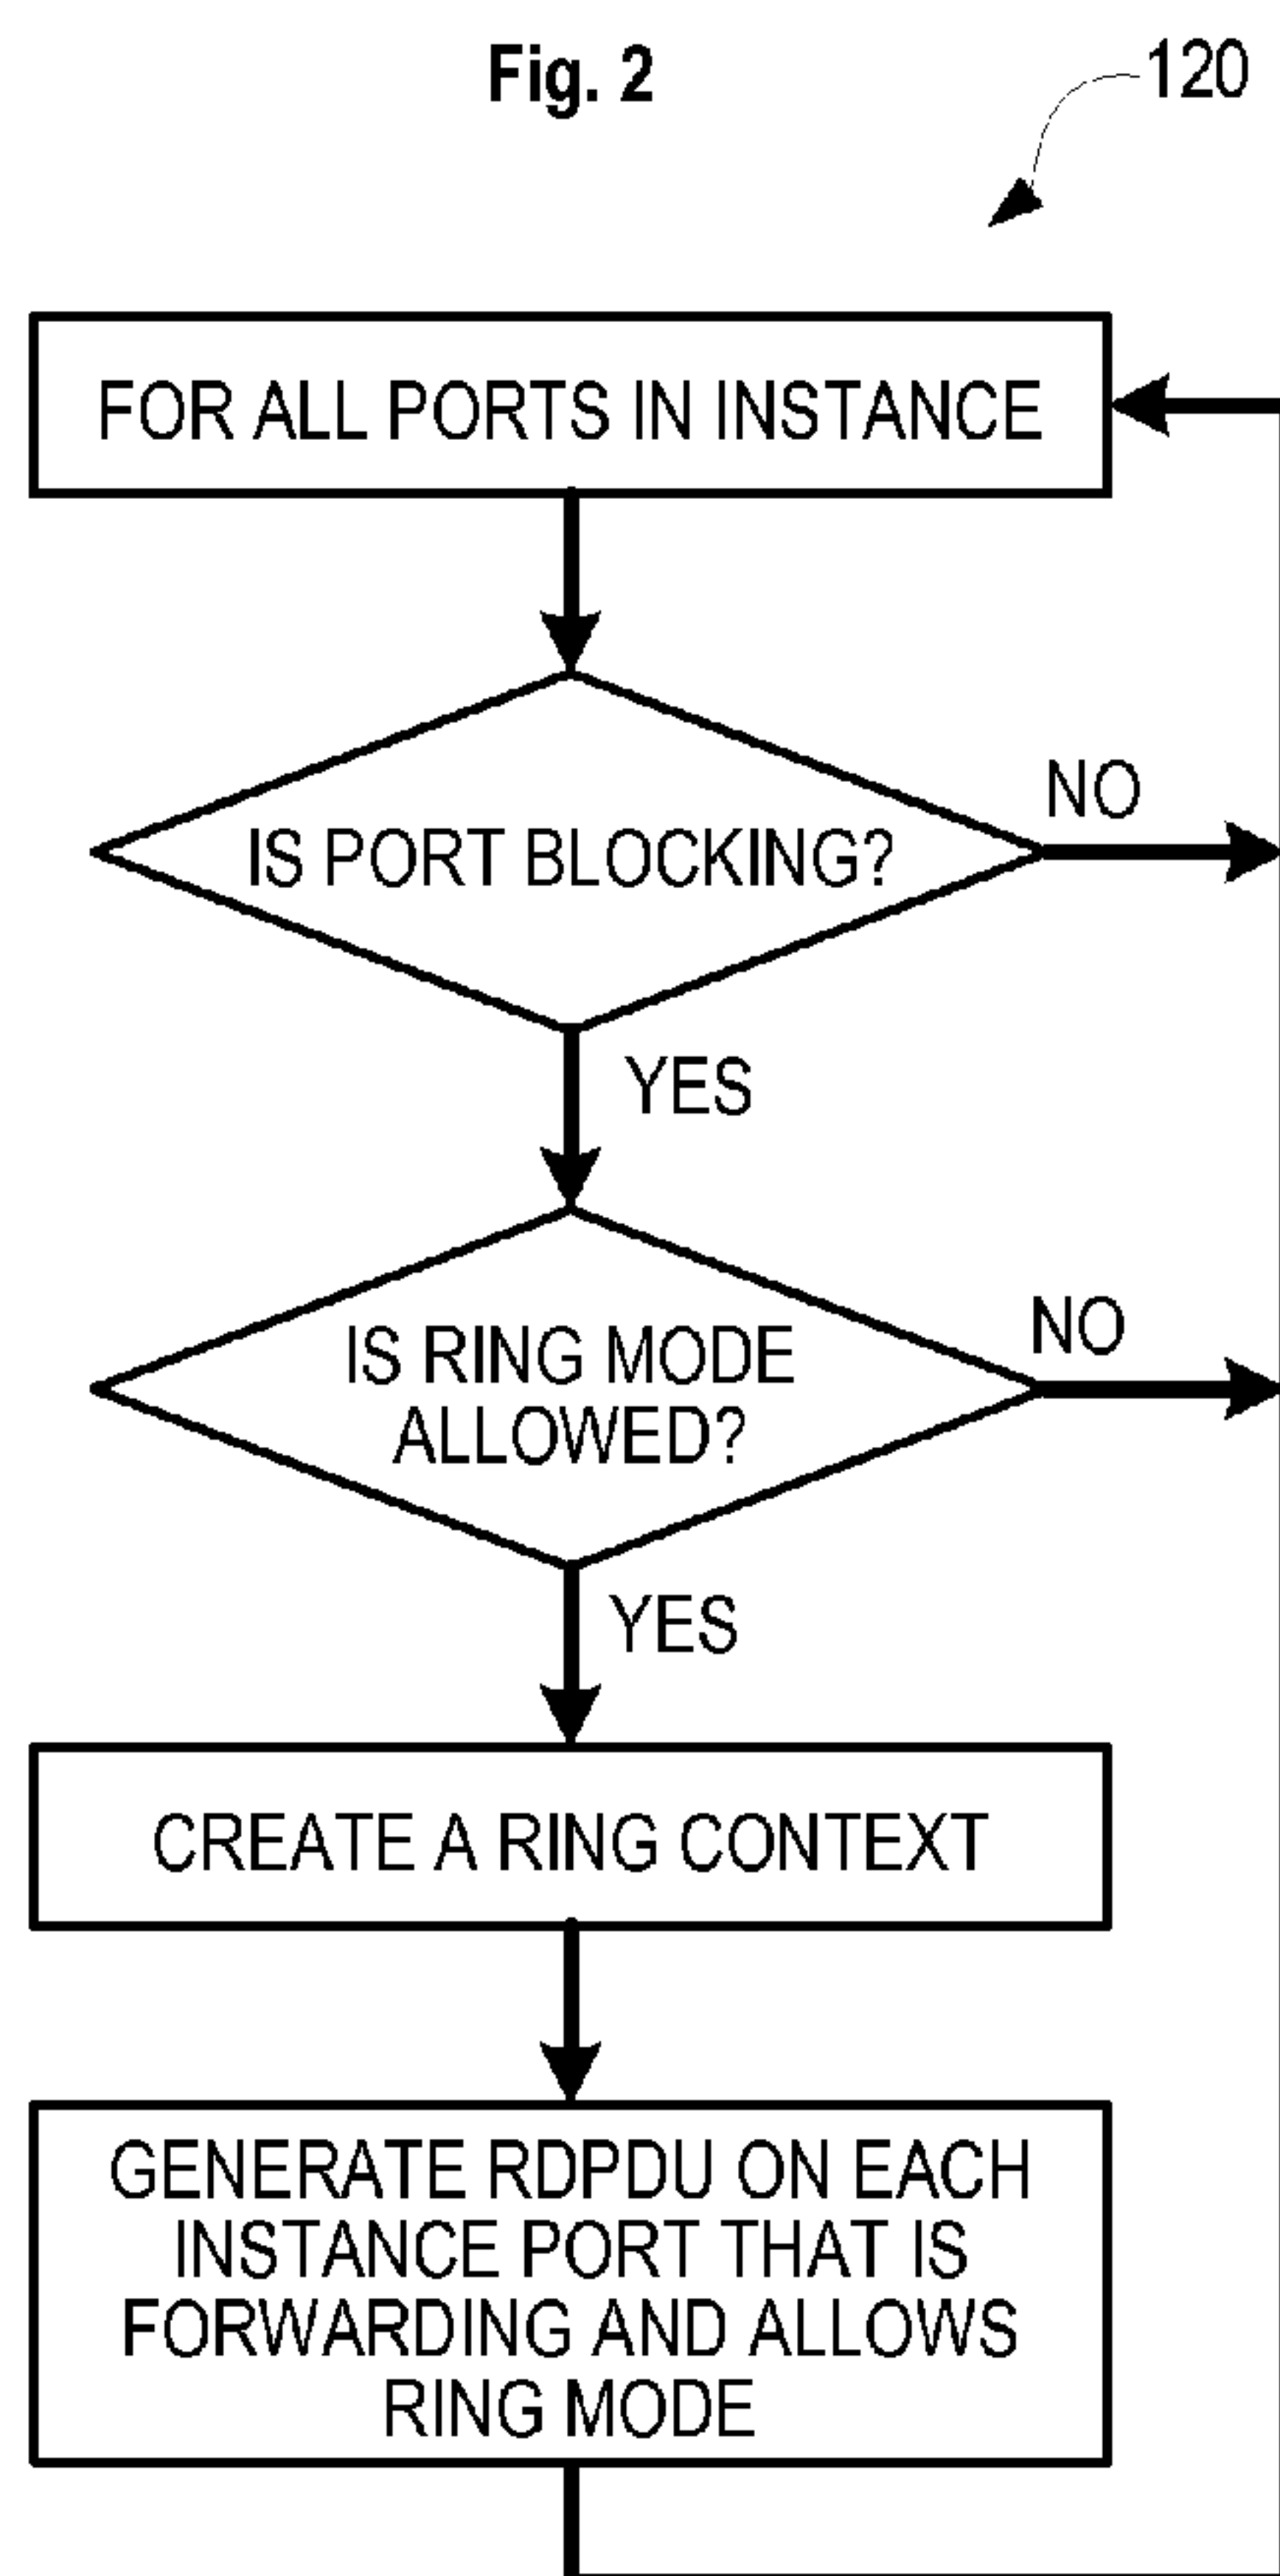 Fig. 2
120
FOR ALL PORTS IN INSTANCE
IS PORT BLOCKING?
NO
YES
IS RING MODE
ALLOWED?
NO
YES
CREATE A RING CONTEXT
GENERATE RDPDU ON EACH
INSTANCE PORT THAT IS
FORWARDING AND ALLOWS
RING MODE